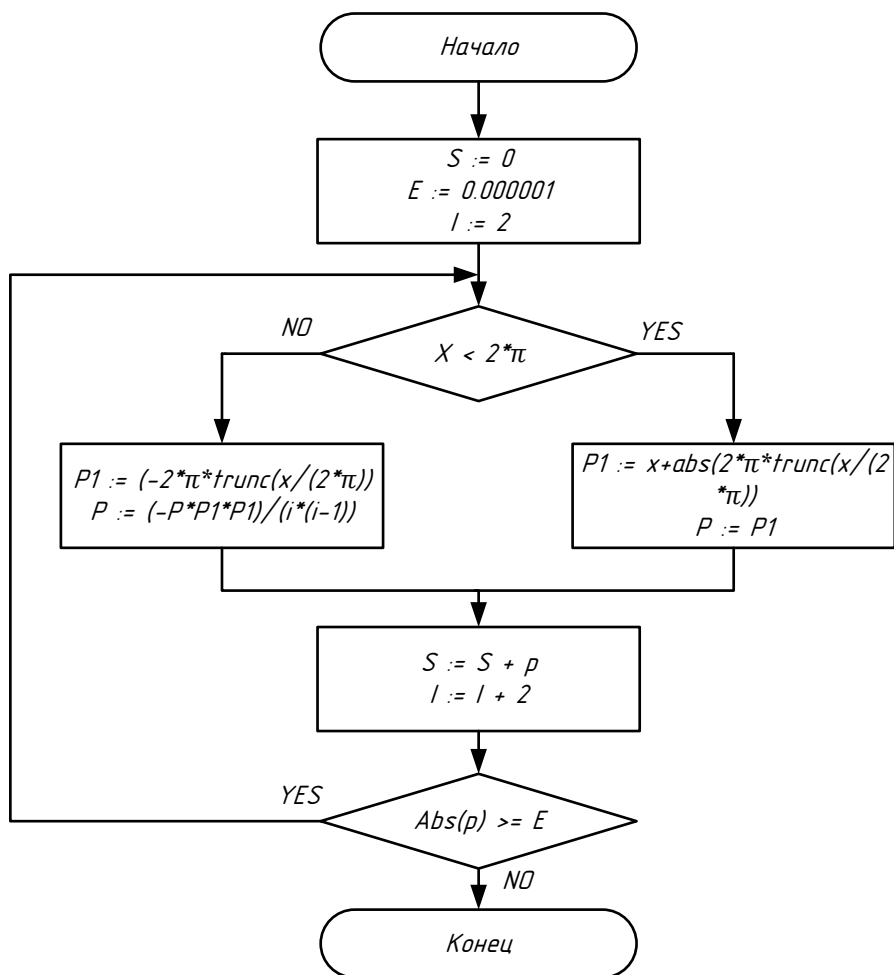 Начало
S := 0
E := 0.000001
I := 2
NO
YES
X < 2*π
P1 := (-2*π*trunc(x/(2*π))
P := (-P*P1*P1)/(i*(i-1))
P1 := x+abs(2*π*trunc(x/(2
*π))
P := P1
S := S + p
I := I + 2
YES
Abs(p) >= E
NO
Конец